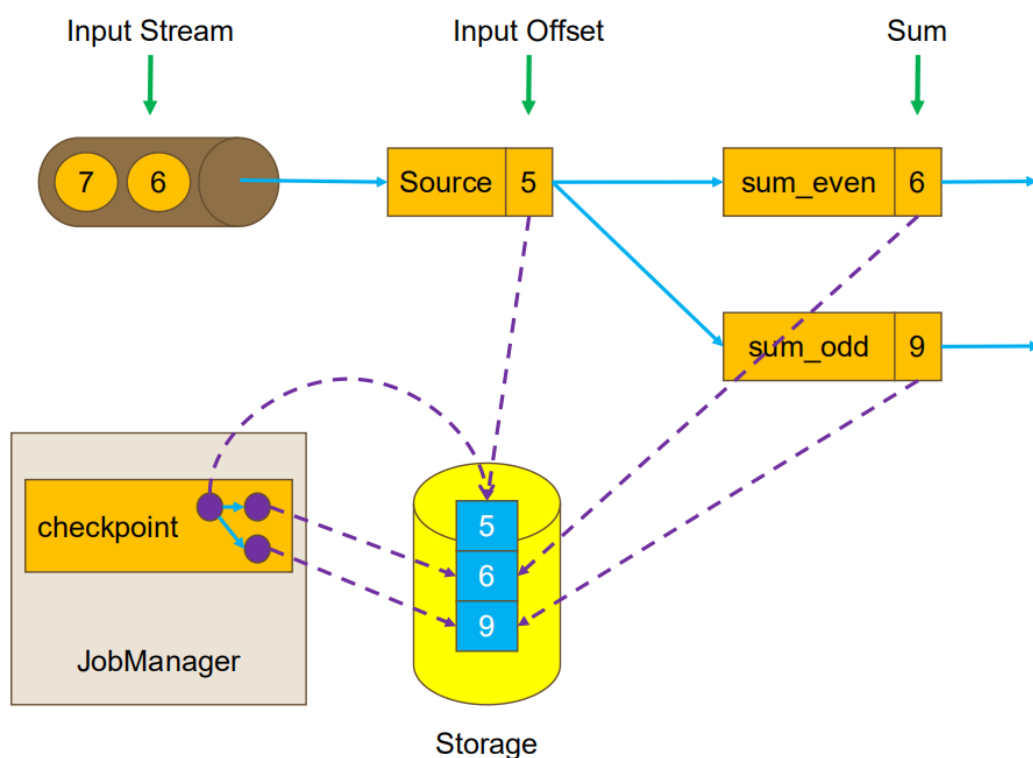 Input Stream
Input Offset
Sum
7 6
Source 5
sum_even 6
sum_odd 9
checkpoint
JobManager
5
6
9
Storage